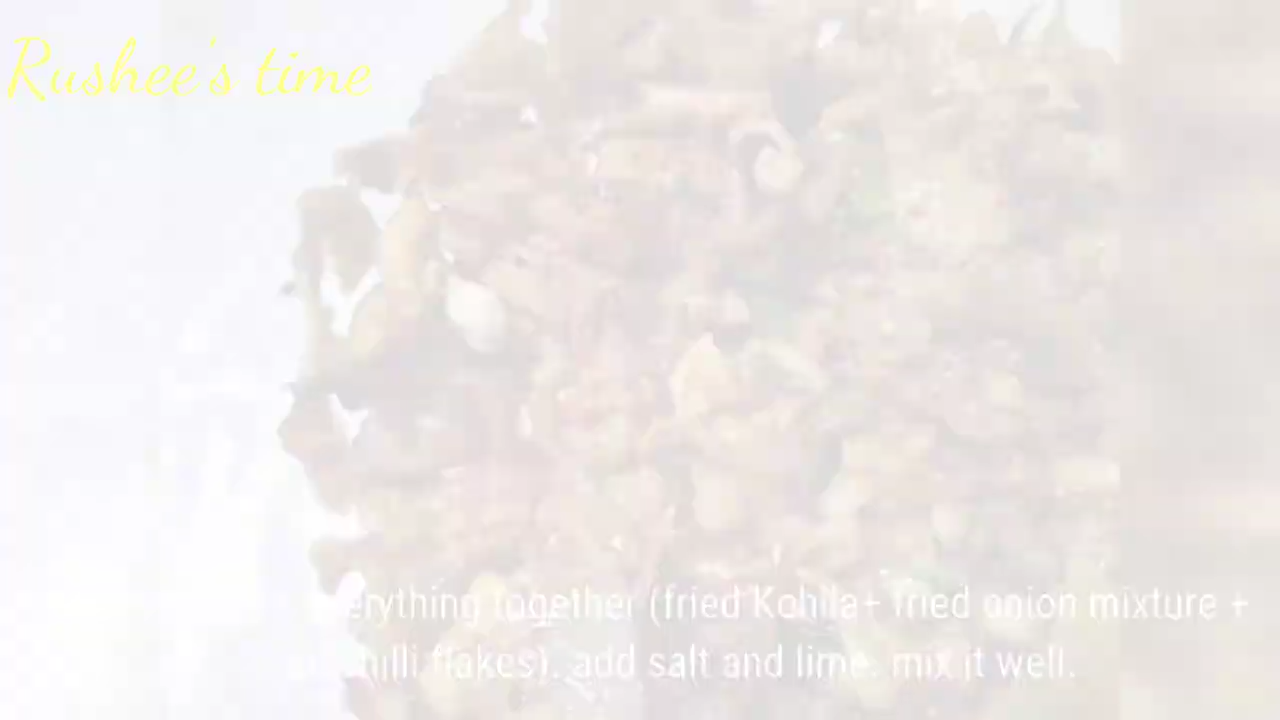 Rushee's time
erything together (fried Kohila+ fried onion mixture +
hilli flakes). add salt and lime. mix it well.